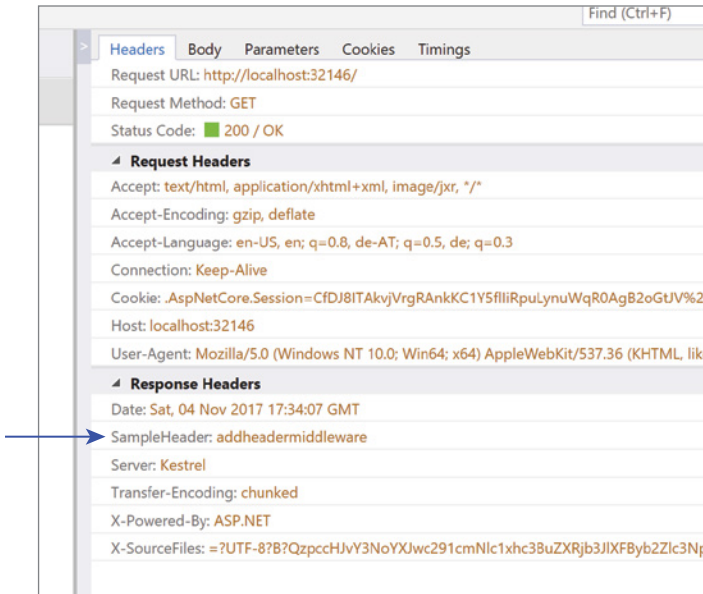 Find (Ctrl+F)
Headers Body Parameters Cookies Timings
Request URL: http://localhost:32146/
Request Method: GET
Status Code: 200 / OK
Request Headers
Accept: text/html, application/xhtml+xml, image/jxr, */*
Accept-Encoding: gzip, deflate
Accept-Language: en-US, en; q=0.8, de-AT; q=0.5, de; q=0.3
Connection: Keep-Alive
Cookie: .AspNetCore.Session=
Host: localhost:32146
User-Agent: Mozilla/5.0 (Windows NT 10.0; Win64; x64) AppleWebKit/537.36 (KHTML, lik
Response Headers
Date: Sat, 04 Nov 2017 17:34:07 GMT
SampleHeader: addheadermiddleware
Server: Kestrel
Transfer-Encoding: chunked
X-Powered-By: ASP.NET
X-SourceFiles: